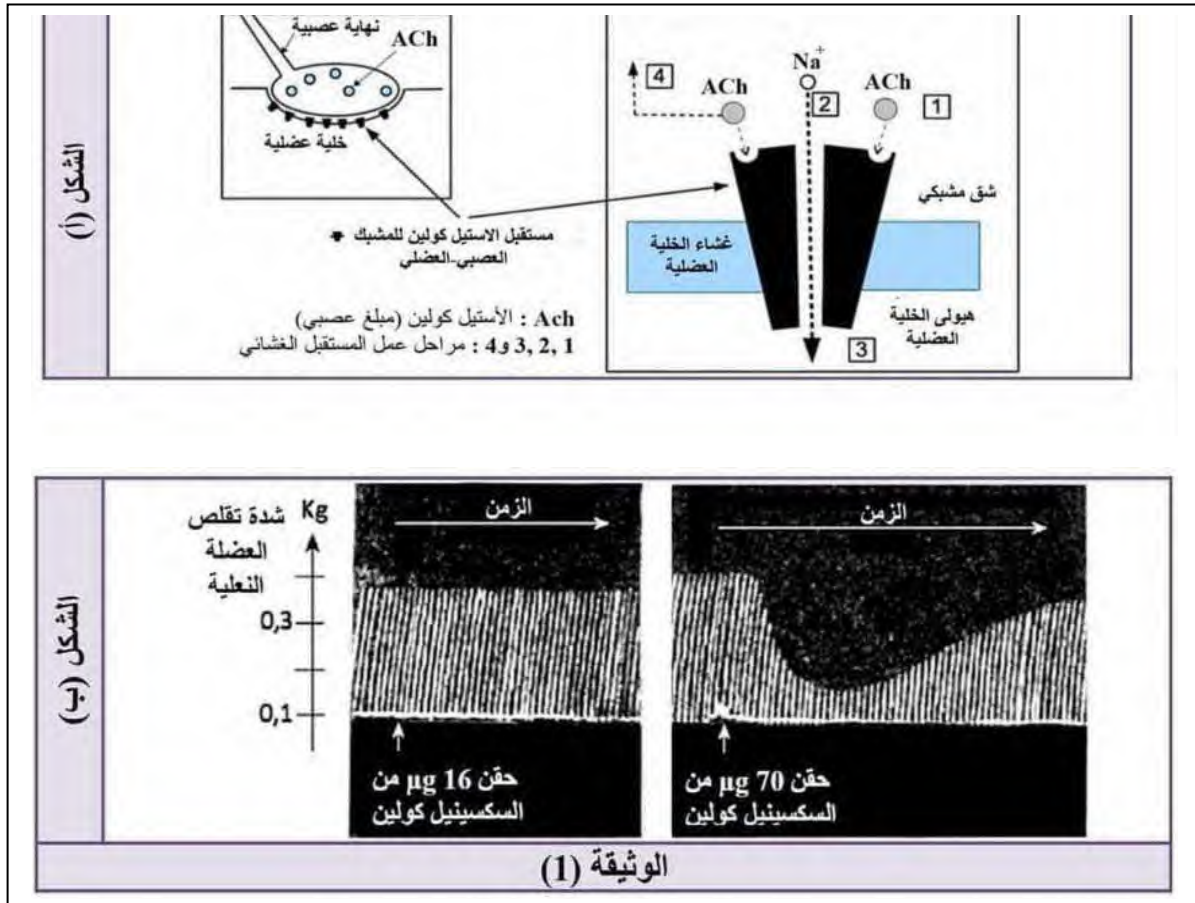 الشكل (أ)
نهاية عصبية
ACh
خلية عضلية
مستقبل الاستيل كولين للمشبك
العصبي-العضلي
Ach : الأستيل كولين (مبلغ عصبي)
1, 2, 3 و4 : مراحل عمل المستقبل الغشائي
4
ACh
Na+
2
ACh
1
شق مشبكي
غشاء الخلية
العضلية
هيولى الخلية
العضلية
3
الشكل (ب)
شدة تقلص
العضلة
النعلية
Kg
0,3
0,1
الزمن
حقن 16 µg من
السكسينيل كولين
الزمن
حقن 70 µg من
السكسينيل كولين
الوثيقة (1)